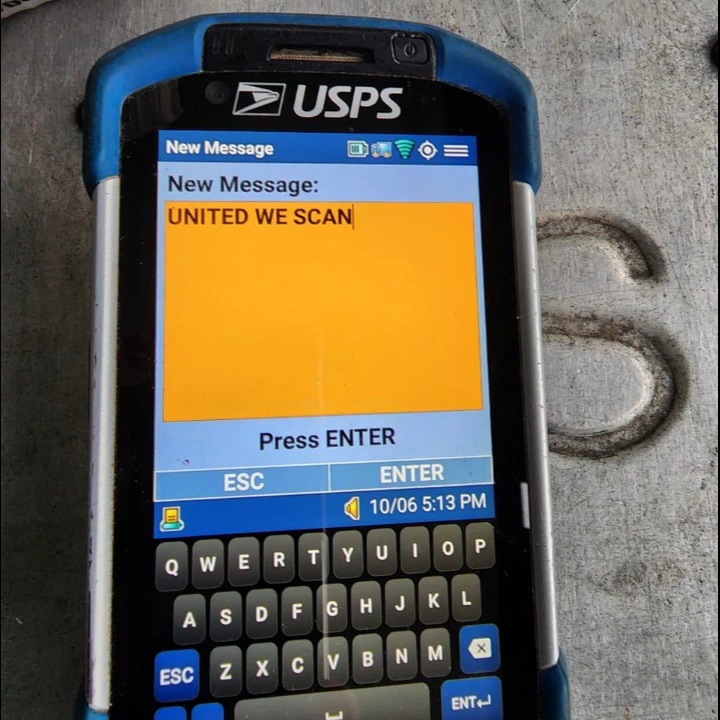 USPS
New Message
New Message:
UNITED WE SCAN
Press ENTER
ESC ENTER
10/06 5:13 PM
Q W E R T Y U I O P
A S D F G H J K L
ESC Z X C V B N M
ENT
S